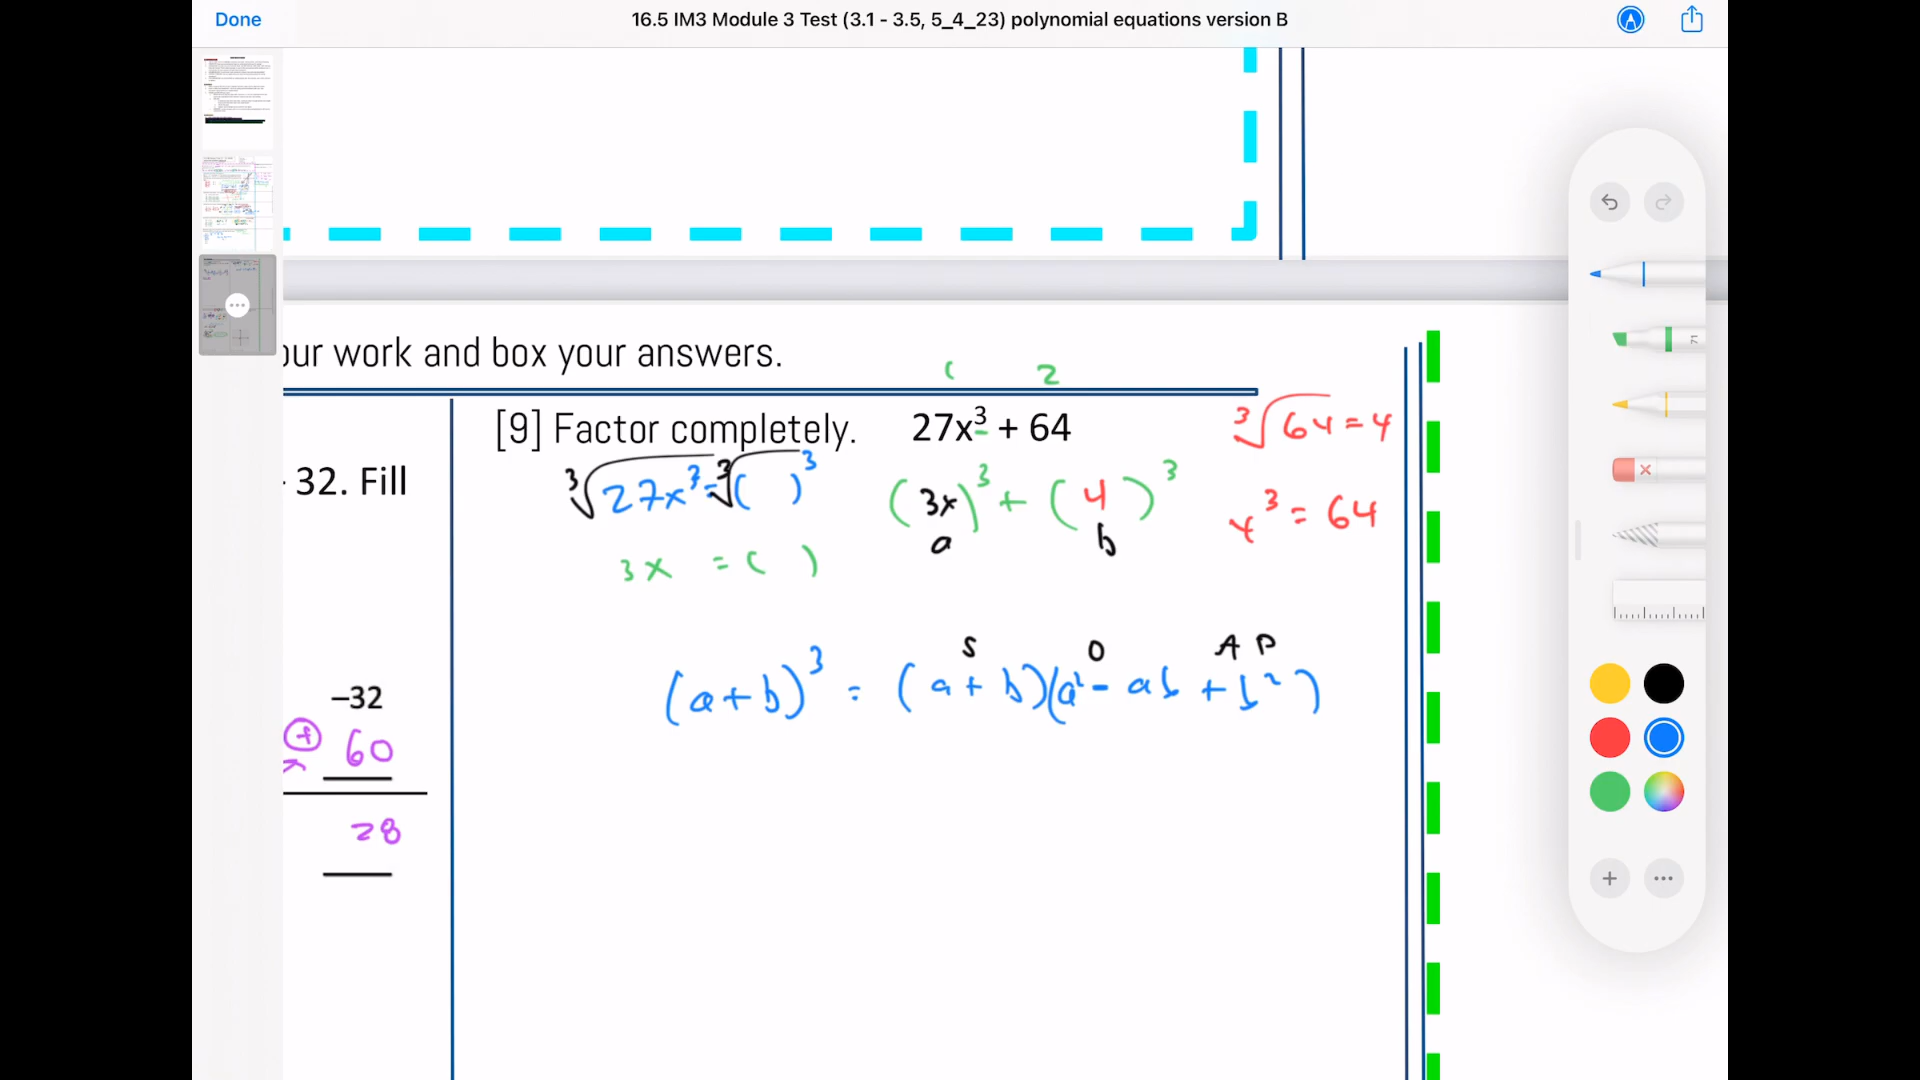 Done
16.5 IM3 Module 3 Test (3.1 - 3.5, 5_4_23) polynomial equations version B
our work and box your answers.
( 2
[9] Factor completely. 27x³ + 64
∛64 = 4
- 32. Fill
∛27x³ = ∛( )³
(3x)³ + (4)³
4³ = 64
a b
3x = ( )
S O A P
(a+b)³ = (a + b)(a² - ab + b²)
–32
+ 60
28
71